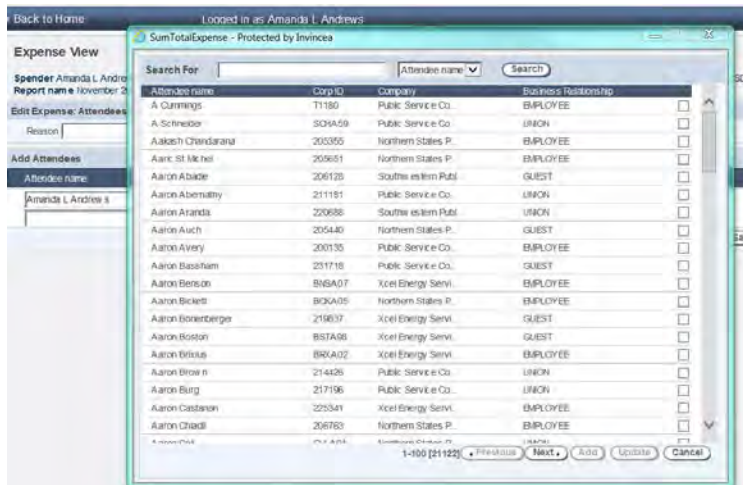 Back to Home
Logged in as Amanda L Andrews
SumTotalExpense - Protected by Invincea
Expense View
Spender Amanda L Andre
Report name November 2
Edit Expense: Attendees
Reason
Add Attendees
Attendee name
Amanda L Andrew s
Search For Attendee name Search
Attendee name Corp ID Company Business Relationship
A Cummings T1180 Public Service Co.. EMPLOYEE
A Schneider SCHA59 UNION
Aakash Chandarana 205355 Northern States P.. EMPLOYEE
Aaric St Michel 205651 Northern States P.. EMPLOYEE
Aaron Abade 206128 Southw estern Publ.. GUEST
Aaron Abernathy 211181 Public Service Co.. UNION
Aaron Aranda 220688 Southw estern Publ.. UNION
Aaron Auch 205440 Northern States P.. GUEST
Aaron Avery 200135 Public Service Co.. EMPLOYEE
Aaron Bassham 231718 Public Service Co.. GUEST
Aaron Benson BNSA07 Xcel Energy Servi.. EMPLOYEE
Aaron Bickett BCKA05 Northern States P.. EMPLOYEE
Aaron Bonenberger 219837 Xcel Energy Servi.. GUEST
Aaron Boston BSTA98 Xcel Energy Servi.. GUEST
Aaron Brixius BRXA02 Xcel Energy Servi.. EMPLOYEE
Aaron Brow n 214426 Public Service Co.. UNION
Aaron Burg 217196 Public Service Co.. UNION
Aaron Castanon 225341 Xcel Energy Servi.. EMPLOYEE
Aaron Chiadi 206763 Northern States P.. EMPLOYEE
1-100 [21122] Previous Next Add Update Cancel